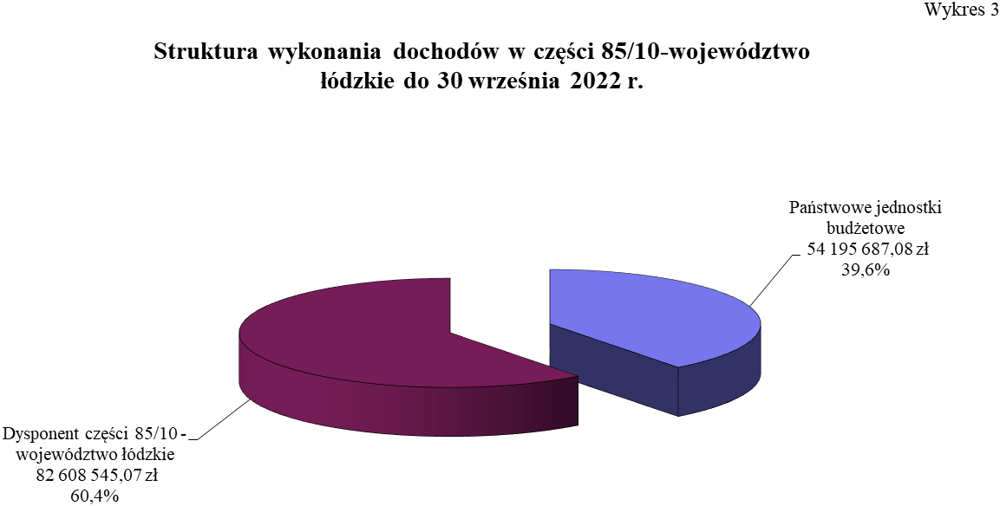 Wykres 3
Struktura wykonania dochodów w części 85/10-województwo
łódzkie do 30 września 2022 r.
Państwowe jednostki
budżetowe
54 195 687,08 zł
39,6%
Dysponent części 85/10 -
województwo łódzkie
82 608 545,07 zł
60,4%